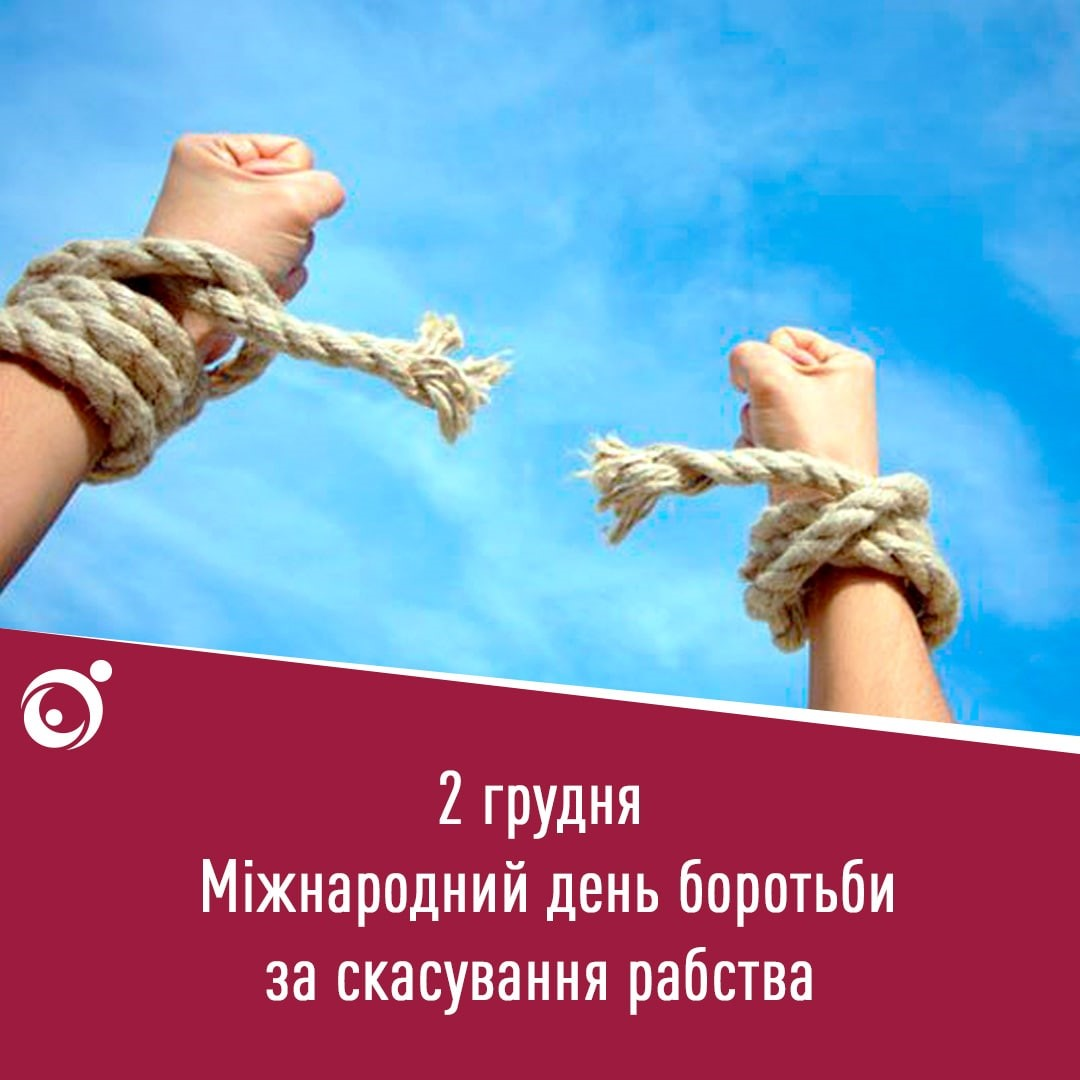 2 грудня
Міжнародний день боротьби
за скасування рабства